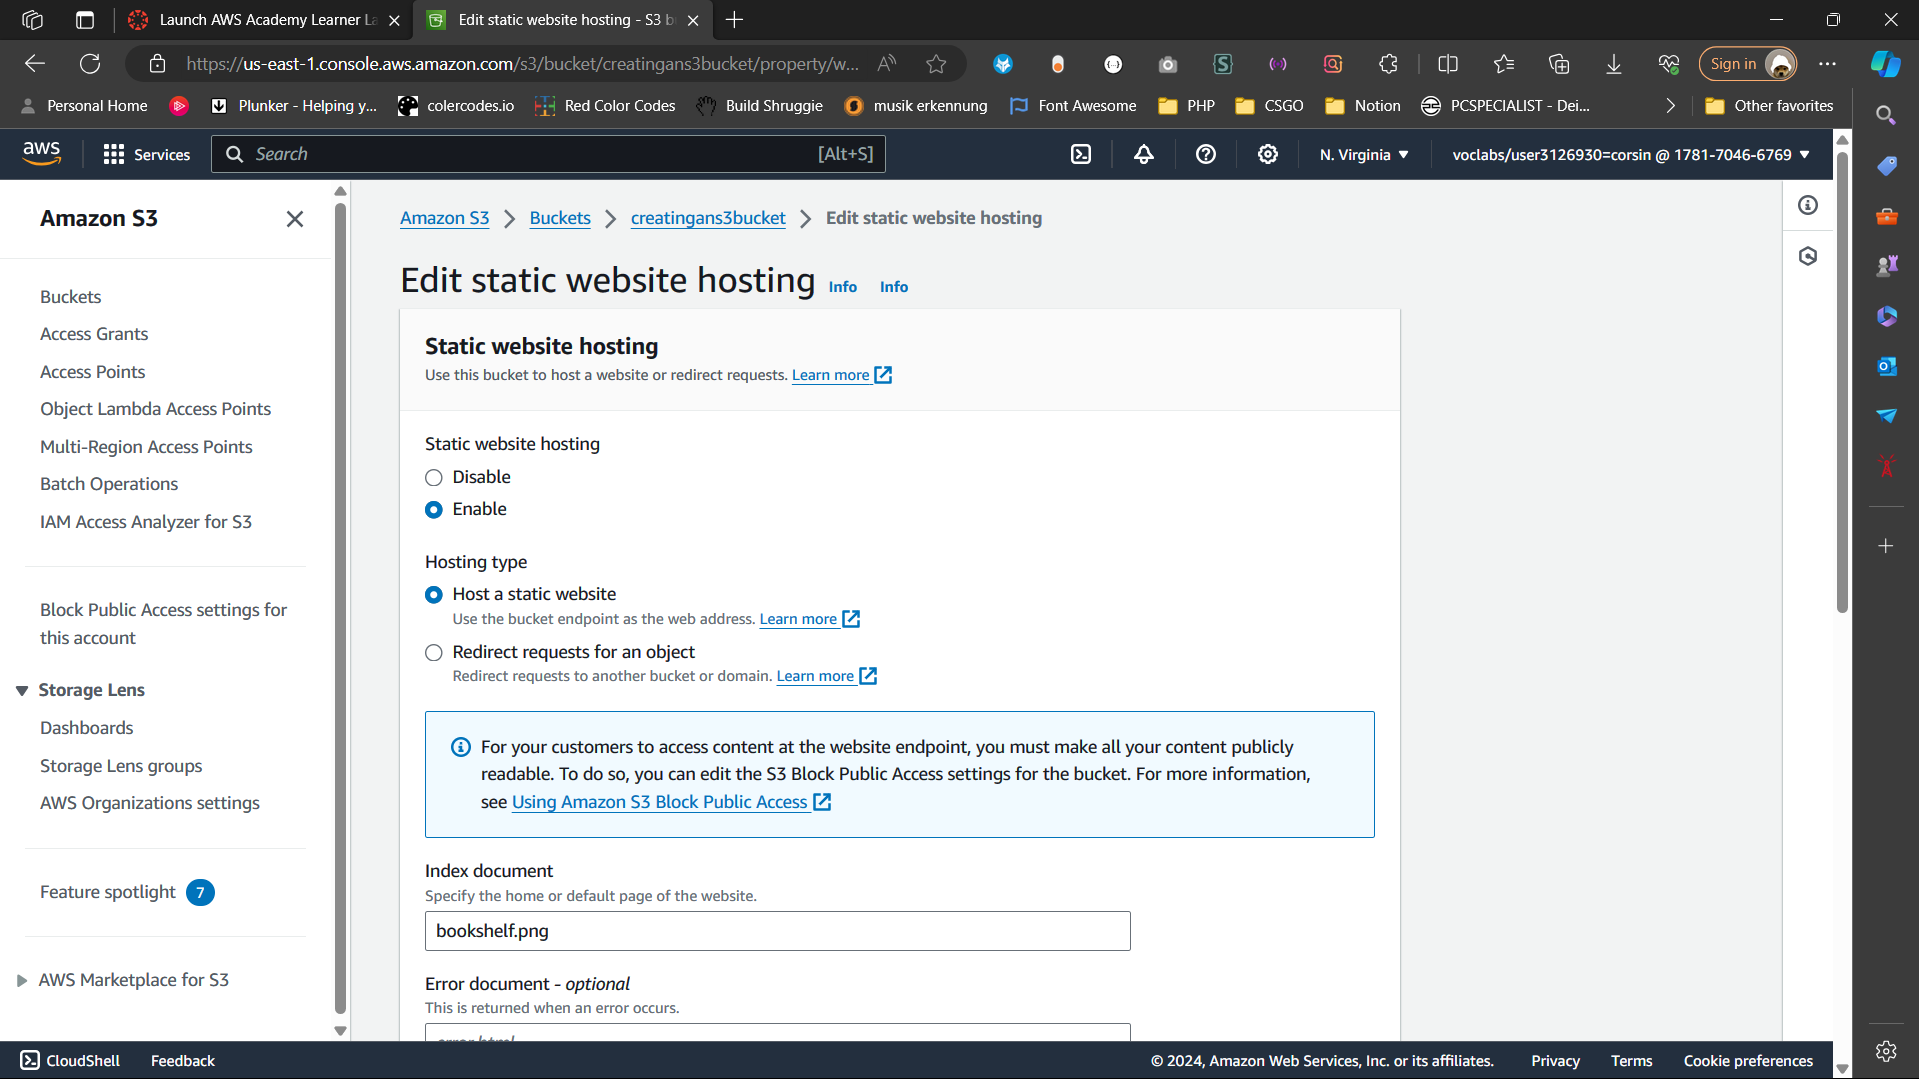 Launch AWS Academy Learner La
Edit static website hosting - S3 b
https://us-east-1.console.aws.amazon.com/s3/bucket/creatingans3bucket/property/w...
Sign in
Personal Home
Plunker - Helping y...
colercodes.io
Red Color Codes
Build Shruggie
musik erkennung
Font Awesome
PHP
CSGO
Notion
PCSPECIALIST - Dei...
Other favorites
aws
Services
Search
[Alt+S]
N. Virginia
voclabs/user3126930=corsin @ 1781-7046-6769
Amazon S3
Buckets
Access Grants
Access Points
Object Lambda Access Points
Multi-Region Access Points
Batch Operations
IAM Access Analyzer for S3
Block Public Access settings for
this account
Storage Lens
Dashboards
Storage Lens groups
AWS Organizations settings
Feature spotlight 7
AWS Marketplace for S3
Amazon S3 > Buckets > creatingans3bucket > Edit static website hosting
Edit static website hosting Info Info
Static website hosting
Use this bucket to host a website or redirect requests. Learn more
Static website hosting
Disable
Enable
Hosting type
Host a static website
Use the bucket endpoint as the web address. Learn more
Redirect requests for an object
Redirect requests to another bucket or domain. Learn more
For your customers to access content at the website endpoint, you must make all your content publicly
readable. To do so, you can edit the S3 Block Public Access settings for the bucket. For more information,
see Using Amazon S3 Block Public Access
Index document
Specify the home or default page of the website.
bookshelf.png
Error document - optional
This is returned when an error occurs.
error.html
CloudShell
Feedback
© 2024, Amazon Web Services, Inc. or its affiliates.
Privacy
Terms
Cookie preferences